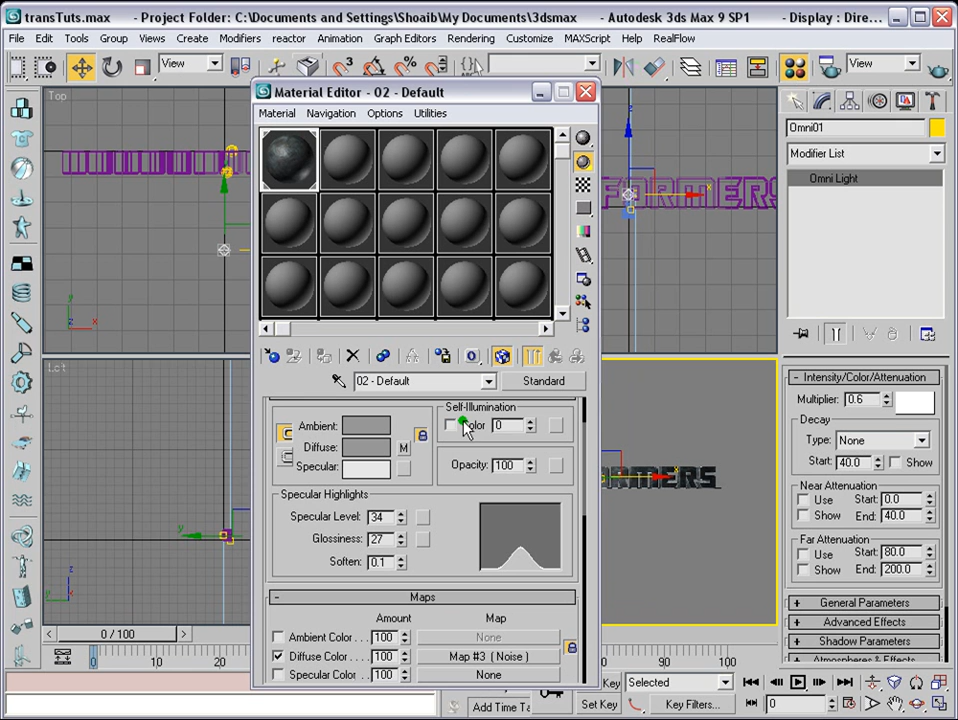 transTuts.max - Project Folder: C:\Documents and Settings\Shoaib\My Documents\3dsmax - Autodesk 3ds Max 9 SP1 - Display : Dire...
File Edit Tools Group Views Create Modifiers reactor Animation Graph Editors Rendering Customize MAXScript Help RealFlow
View
View
Top
Material Editor - 02 - Default
Material Navigation Options Utilities
02 - Default
Standard
Self-Illumination
Color 0
Ambient:
Diffuse: M
Specular:
Opacity: 100
Specular Highlights
Specular Level: 34
Glossiness: 27
Soften: 0.1
- Maps
Amount Map
Ambient Color . . . 100 None
Diffuse Color . . . . 100 Map #3 ( Noise )
Specular Color . . 100 None
Omni01
Modifier List
Omni Light
- Intensity/Color/Attenuation
Multiplier: 0.6
Decay
Type: None
Start: 40.0 Show
Near Attenuation
Use Start: 0.0
Show End: 40.0
Far Attenuation
Use Start: 80.0
Show End: 200.0
+ General Parameters
+ Advanced Effects
+ Shadow Parameters
+ Atmospheres & Effects
FORMERS
ORMERS
0 / 100
0 10 20 90 100
Key Selected
Add Time Ta
Set Key Key Filters...
0